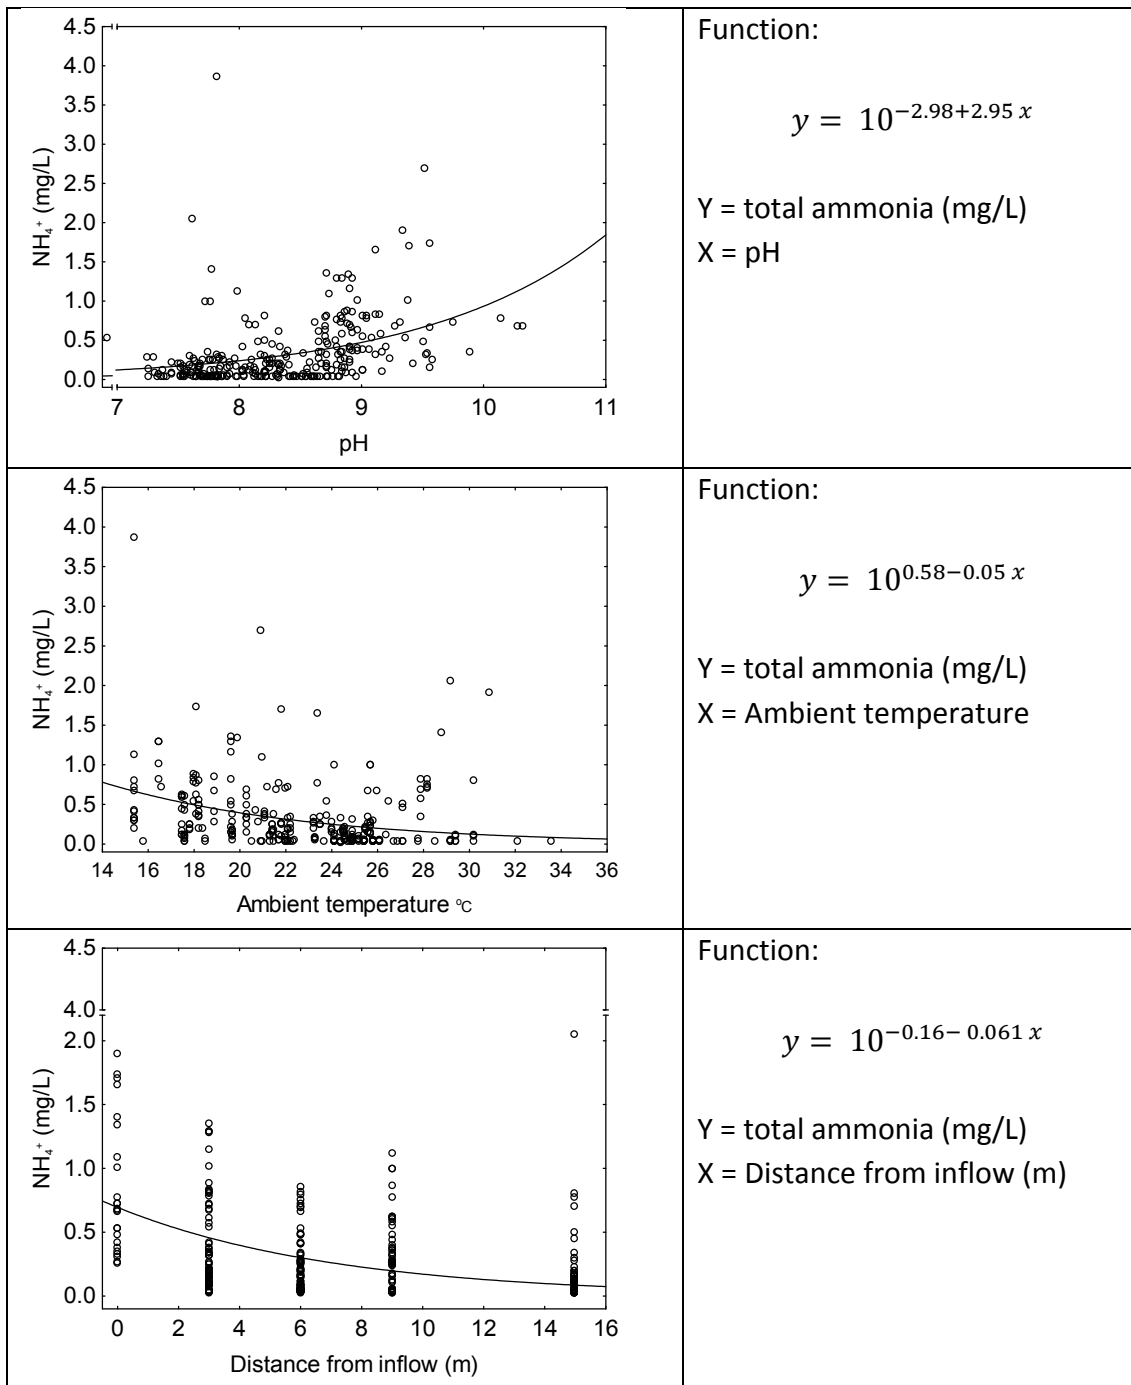 4.5
4.0
3.5
3.0
2.5
2.0
1.5
1.0
0.5
0.0
NH₄⁺ (mg/L)
7 8 9 10 11
pH
Function:
y = 10^{-2.98+2.95 x}
Y = total ammonia (mg/L)
X = pH
4.5
4.0
3.5
3.0
2.5
2.0
1.5
1.0
0.5
0.0
NH₄⁺ (mg/L)
14 16 18 20 22 24 26 28 30 32 34 36
Ambient temperature °C
Function:
y = 10^{0.58−0.05 x}
Y = total ammonia (mg/L)
X = Ambient temperature
4.5
4.0
2.0
1.5
1.0
0.5
0.0
NH₄⁺ (mg/L)
0 2 4 6 8 10 12 14 16
Distance from inflow (m)
Function:
y = 10^{−0.16− 0.061 x}
Y = total ammonia (mg/L)
X = Distance from inflow (m)